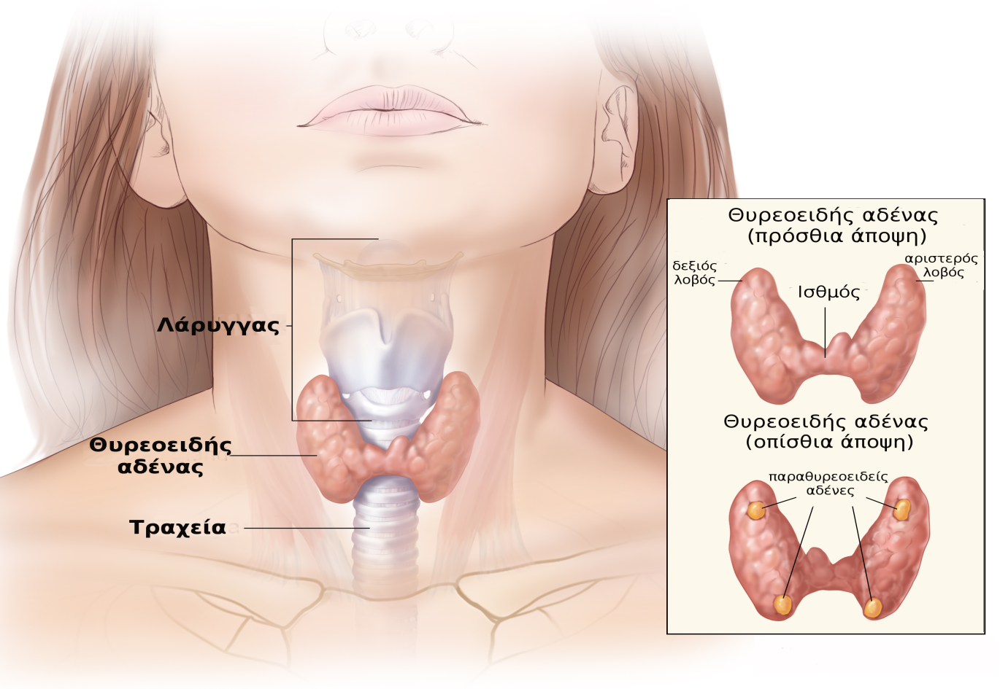 Λάρυγγας
Θυρεοειδής
αδένας
Τραχεία
Θυρεοειδής αδένας
(πρόσθια άποψη)
δεξιός
λοβός
Ισθμός
αριστερός
λοβός
Θυρεοειδής αδένας
(οπίσθια άποψη)
παραθυρεοειδείς
αδένες